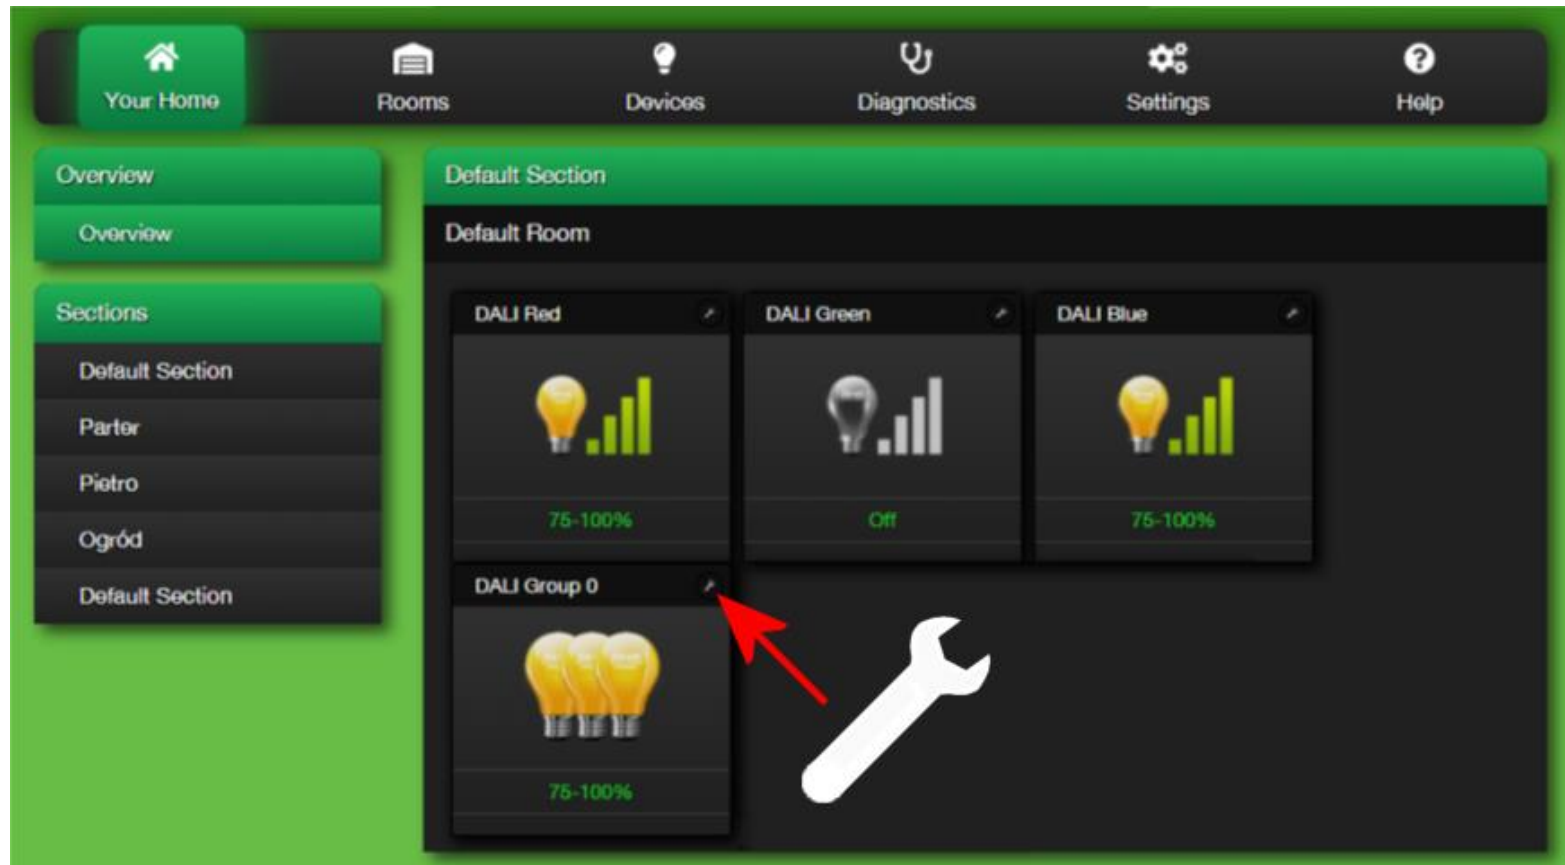 Your Home
Rooms
Devices
Diagnostics
Settings
Help
Overview
Overview
Sections
Default Section
Parter
Pietro
Ogród
Default Section
Default Section
Default Room
DALI Red
75-100%
DALI Green
Off
DALI Blue
75-100%
DALI Group 0
75-100%